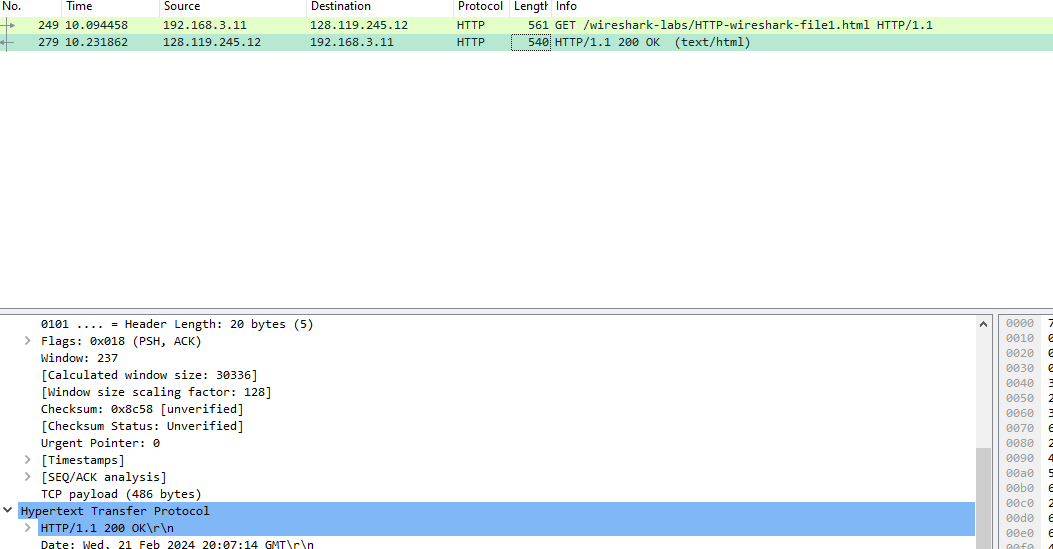 No. Time Source Destination Protocol Length Info
249 10.094458 192.168.3.11 128.119.245.12 HTTP 561 GET /wireshark-labs/HTTP-wireshark-file1.html HTTP/1.1
279 10.231862 128.119.245.12 192.168.3.11 HTTP 540 HTTP/1.1 200 OK (text/html)
0101 .... = Header Length: 20 bytes (5)
Flags: 0x018 (PSH, ACK)
Window: 237
[Calculated window size: 30336]
[Window size scaling factor: 128]
Checksum: 0x8c58 [unverified]
[Checksum Status: Unverified]
Urgent Pointer: 0
[Timestamps]
[SEQ/ACK analysis]
TCP payload (486 bytes)
Hypertext Transfer Protocol
HTTP/1.1 200 OK\r\n
Date: Wed, 21 Feb 2024 20:07:14 GMT\r\n
0000
0010
0020
0030
0040
0050
0060
0070
0080
0090
00a0
00b0
00c0
00d0
00e0
00f0